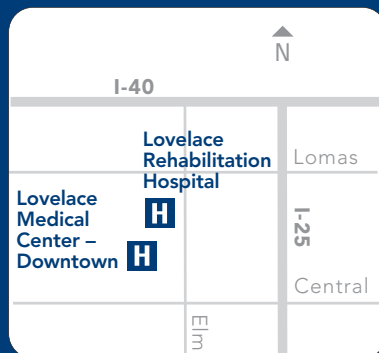 N
I-40
Lovelace
Rehabilitation
Hospital
Lomas
Lovelace
Medical
Center –
Downtown
H
H
I-25
Central
Elm